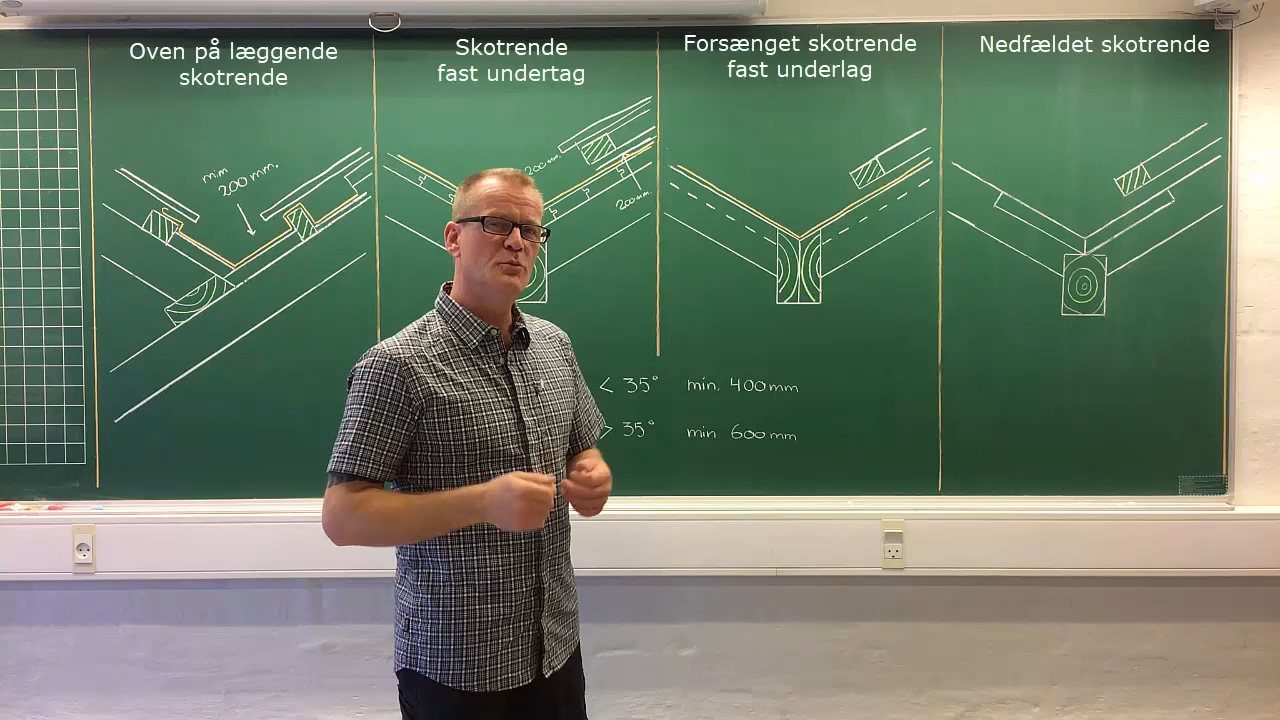 Oven på læggende
skotrende
Skotrende
fast undertag
Forsænget skotrende
fast underlag
Nedfældet skotrende
min
200 mm.
200 mm.
200 mm.
< 35° min. 400 mm
> 35° min 600 mm